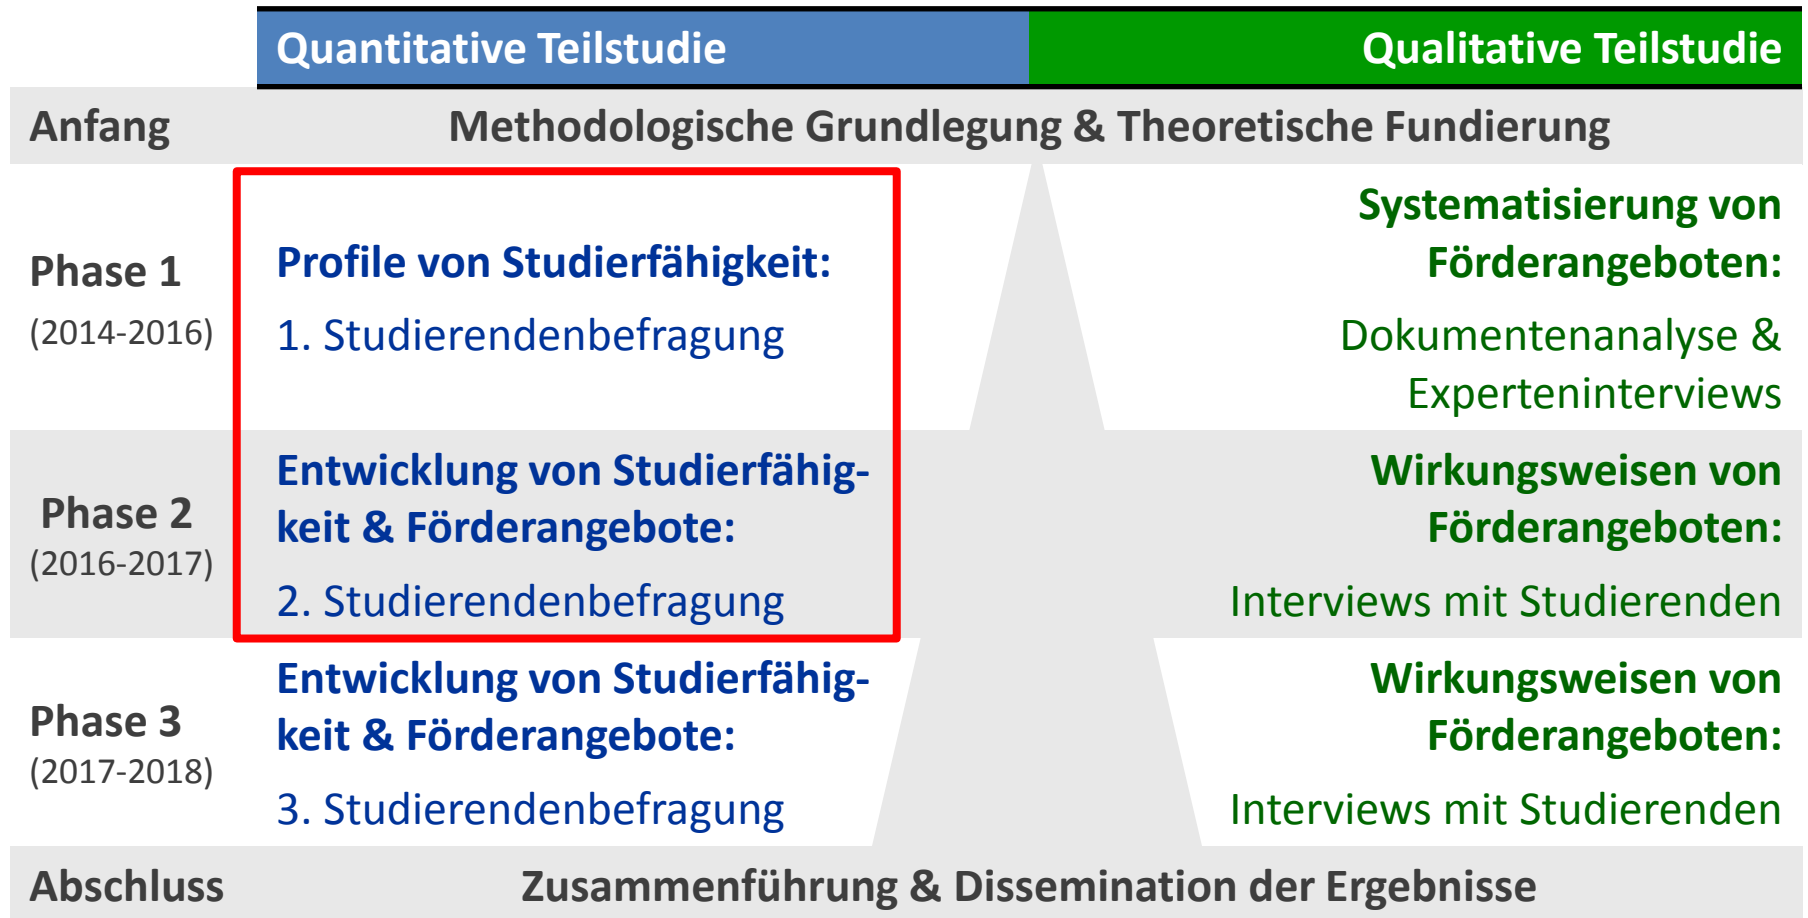 Quantitative Teilstudie
Qualitative Teilstudie
Anfang
Methodologische Grundlegung & Theoretische Fundierung
Phase 1
(2014-2016)
Profile von Studierfähigkeit:
1. Studierendenbefragung
Systematisierung von
Förderangeboten:
Dokumentenanalyse &
Experteninterviews
Phase 2
(2016-2017)
Entwicklung von Studierfähig-
keit & Förderangebote:
2. Studierendenbefragung
Wirkungsweisen von
Förderangeboten:
Interviews mit Studierenden
Phase 3
(2017-2018)
Entwicklung von Studierfähig-
keit & Förderangebote:
3. Studierendenbefragung
Wirkungsweisen von
Förderangeboten:
Interviews mit Studierenden
Abschluss
Zusammenführung & Dissemination der Ergebnisse